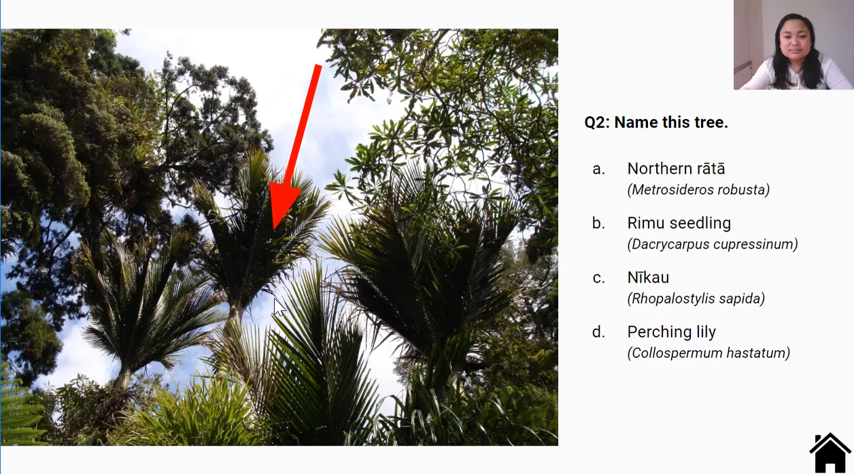 Q2: Name this tree.
a. Northern rātā
(Metrosideros robusta)
b. Rimu seedling
(Dacrycarpus cupressinum)
c. Nīkau
(Rhopalostylis sapida)
d. Perching lily
(Collospermum hastatum)